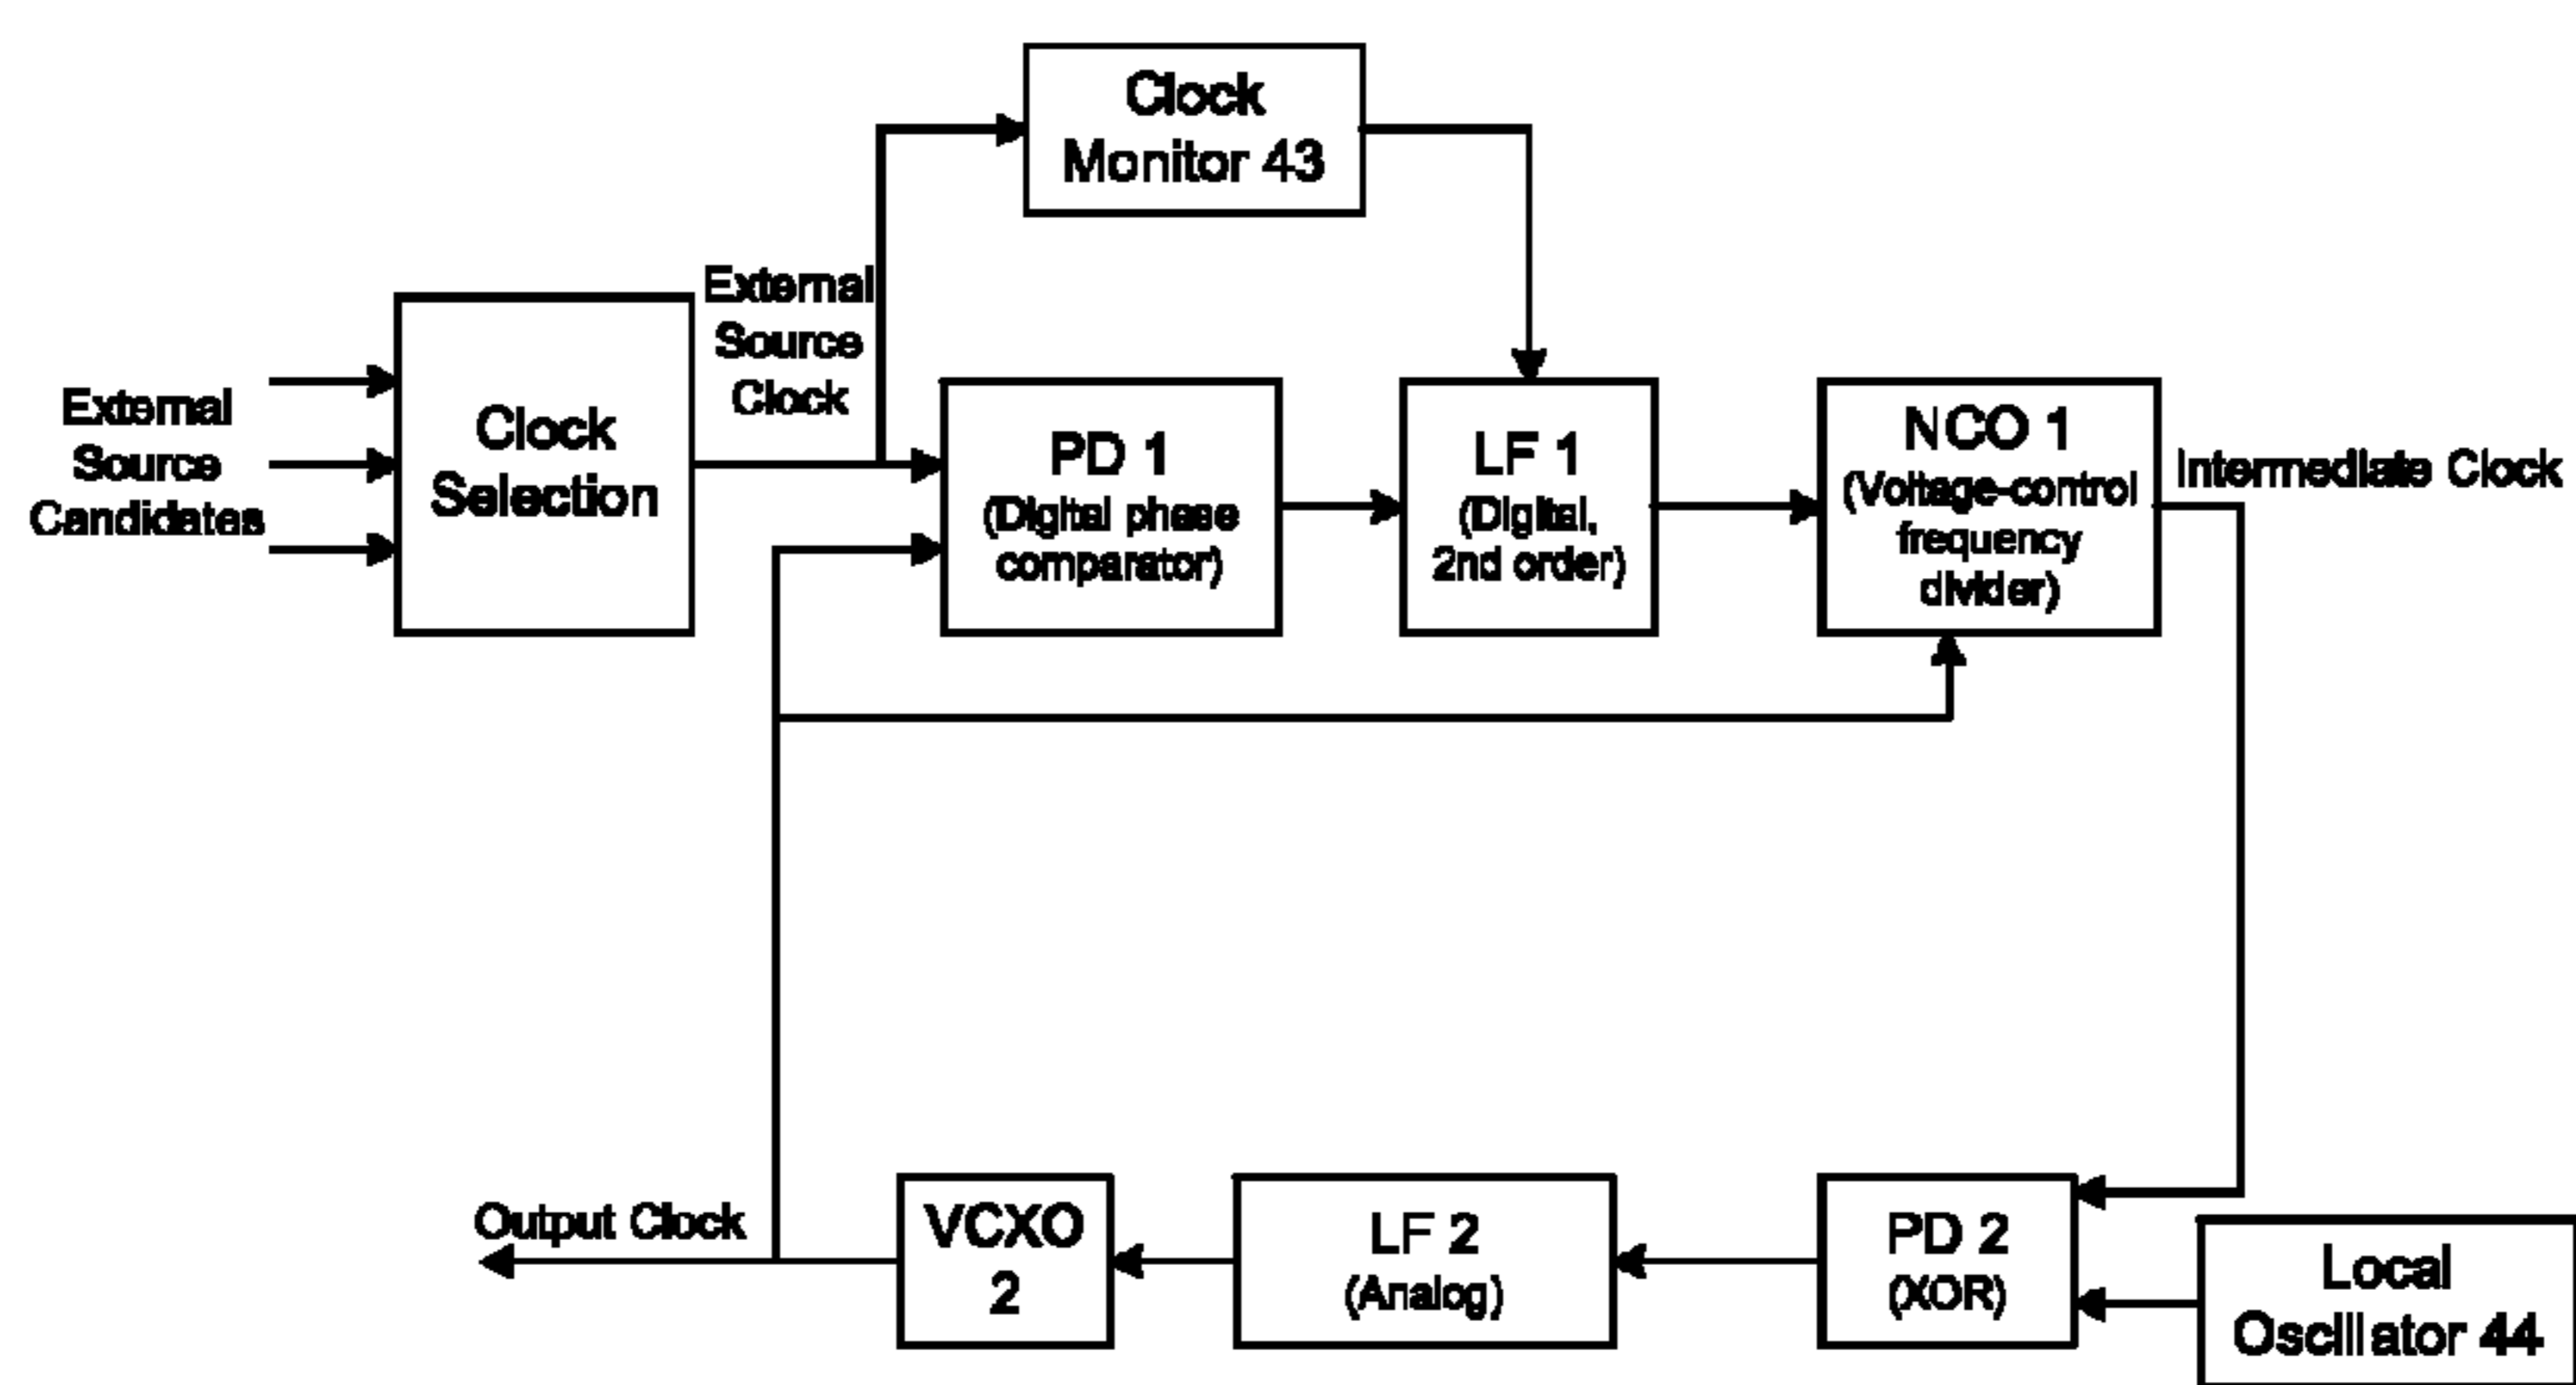 Clock
Monitor 43
External
Source
Clock
External
Source
Candidates
Clock
Selection
PD 1
(Digital phase
comparator)
LF 1
(Digital,
2nd order)
NCO 1
(Voltage-control
frequency
divider)
Intermediate Clock
Output Clock
VCXO
2
LF 2
(Analog)
PD 2
(XOR)
Local
Oscillator 44